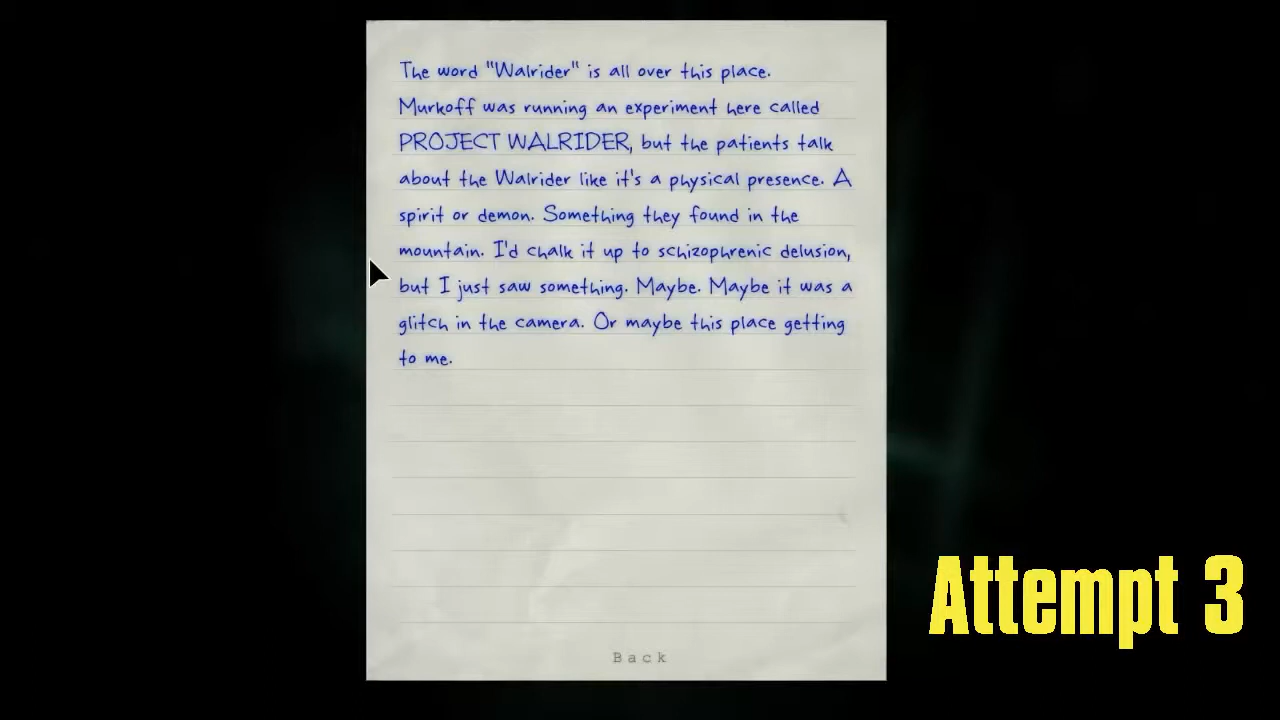 The word "Walrider" is all over this place.
Murkoff was running an experiment here called
PROJECT WALRIDER, but the patients talk
about the Walrider like it's a physical presence. A
spirit or demon. Something they found in the
mountain. I'd chalk it up to schizophrenic delusion,
but I just saw something. Maybe. Maybe it was a
glitch in the camera. Or maybe this place getting
to me.
Attempt 3
Back